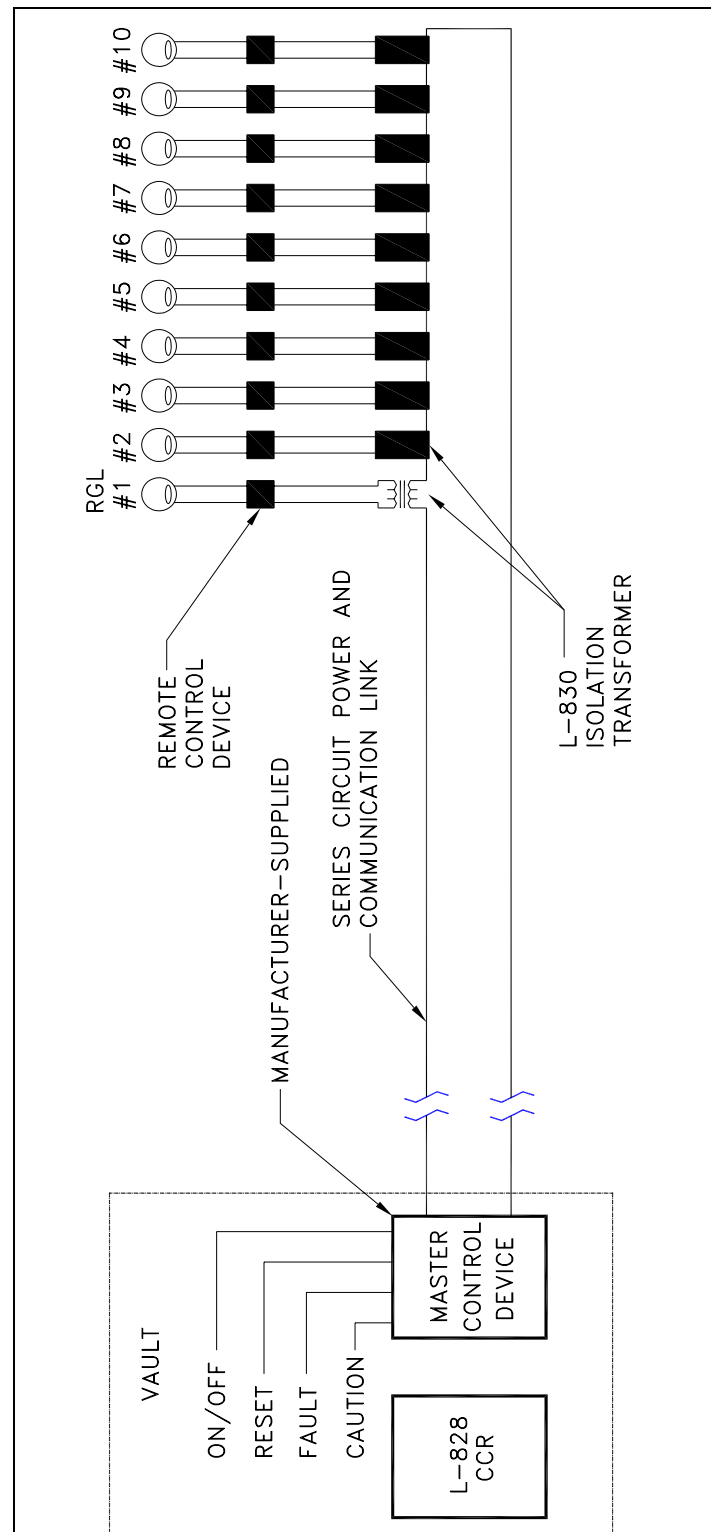 VAULT
ON/OFF
RESET
FAULT
CAUTION
L-828
CCR
MASTER
CONTROL
DEVICE
MANUFACTURER-SUPPLIED
SERIES CIRCUIT POWER AND
COMMUNICATION LINK
REMOTE
CONTROL
DEVICE
L-830
ISOLATION
TRANSFORMER
RGL
#1
#2
#3
#4
#5
#6
#7
#8
#9
#10